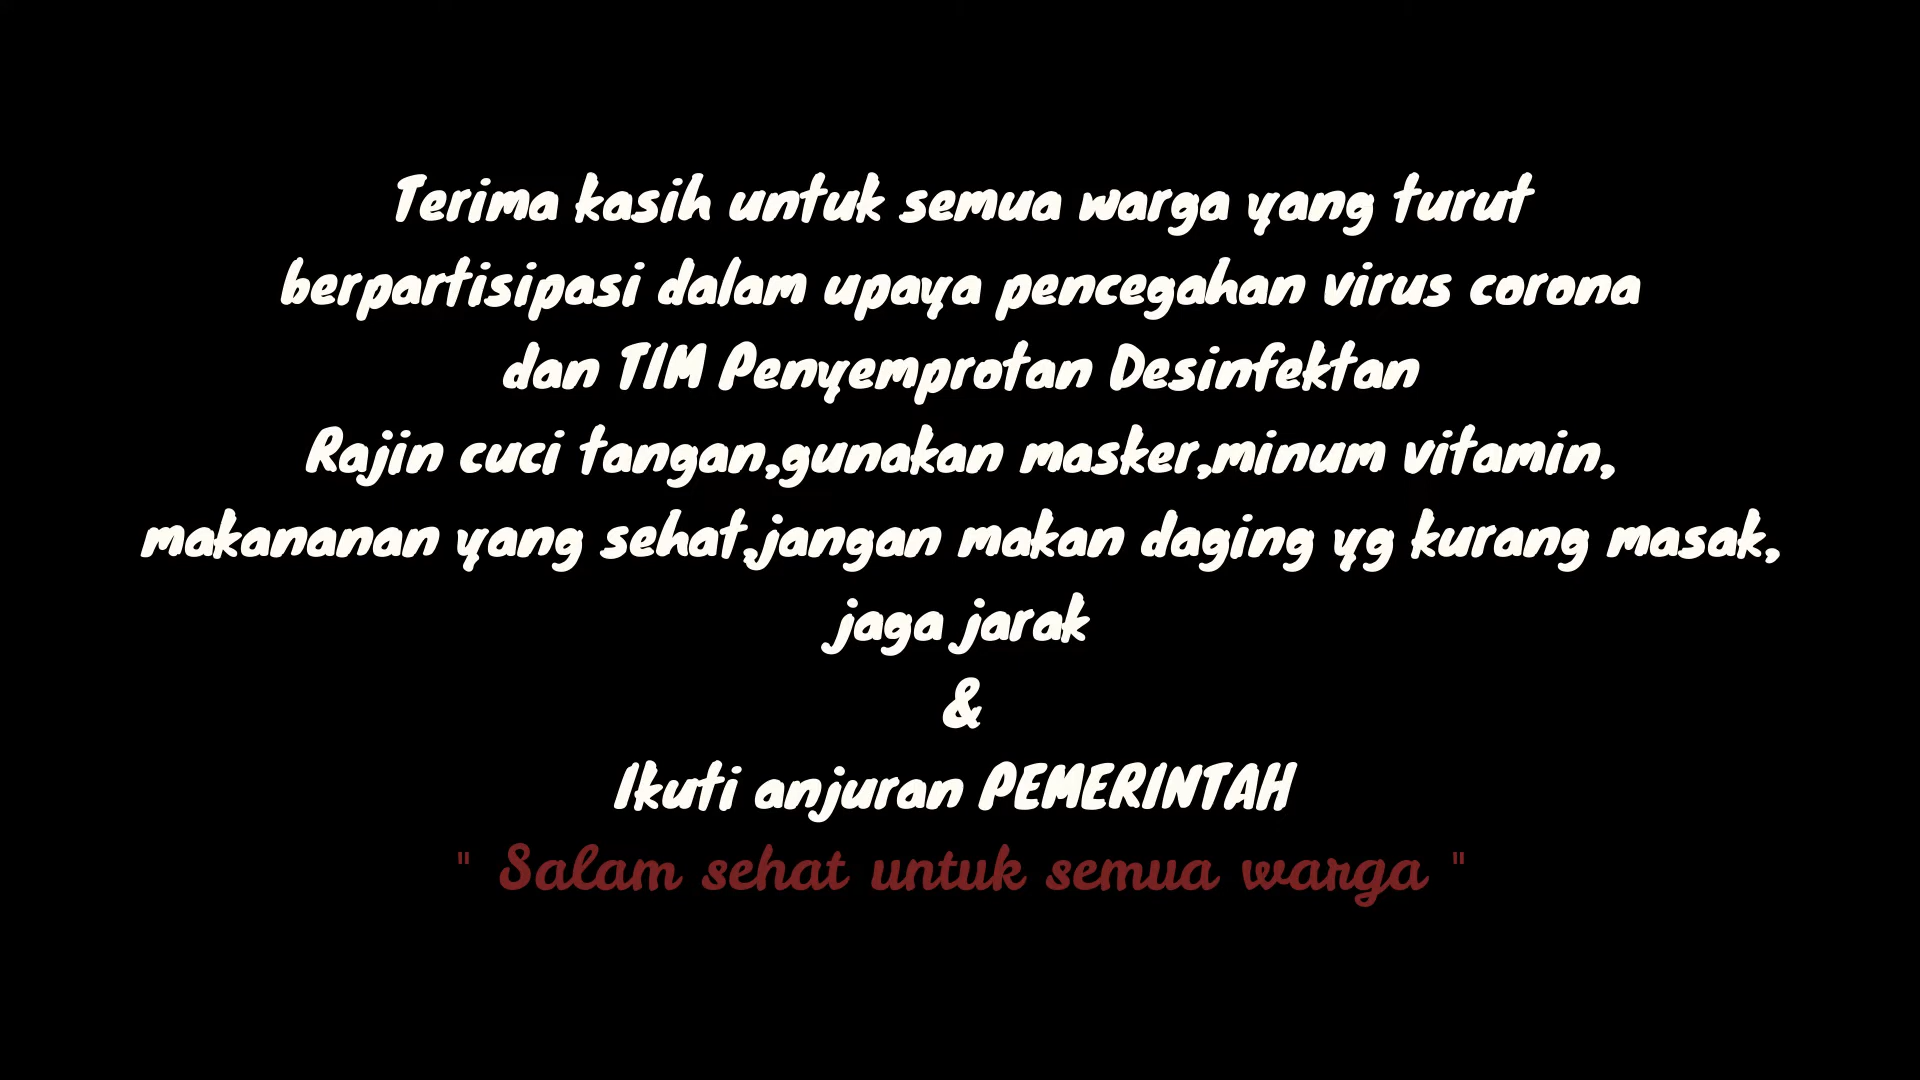 Terima kasih untuk semua warga yang turut
berpartisipasi dalam upaya pencegahan virus corona
dan TIM Penyemprotan Desinfektan
Rajin cuci tangan,gunakan masker,minum vitamin,
makananan yang sehat,jangan makan daging yg kurang masak,
jaga jarak
&
Ikuti anjuran PEMERINTAH
" Salam sehat untuk semua warga "